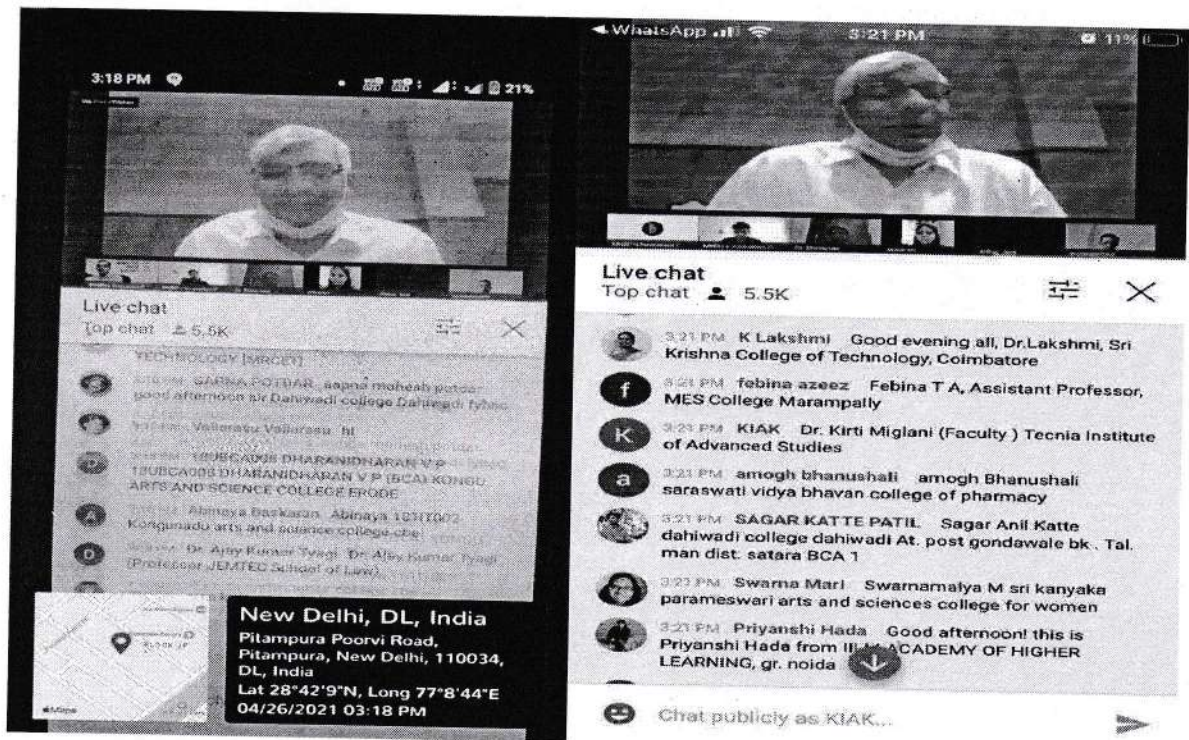 3:18 PM
21%
Live chat
Top chat 5.5K
TECHNOLOGY [MRCET]
SAPNA POTDAR sapna mahesh potdar
good afternoon sir Dahiwadi college Dahiwadi
Vallarasu Vallarasu hi
18UBCA006 DHARANIDHARAN V P
18UBCA006 DHARANIDHARAN V P (BCA) KONGU
ARTS AND SCIENCE COLLEGE ERODE
Abinaya Baskaran Abinaya
Kongunadu arts and science college cbe
Dr. Ajay Kumar Tyagi Dr. Ajay Kumar Tyagi
(Professor JEMTEC School of Law)
New Delhi, DL, India
Pitampura Poorvi Road,
Pitampura, New Delhi, 110034,
DL, India
Lat 28°42'9"N, Long 77°8'44"E
04/26/2021 03:18 PM
WhatsApp 3:21 PM 11%
Live chat
Top chat 5.5K
3:21 PM K Lakshmi Good evening all, Dr.Lakshmi, Sri
Krishna College of Technology, Coimbatore
f 3:21 PM febina azeez Febina T A, Assistant Professor,
MES College Marampally
K 3:21 PM KIAK Dr. Kirti Miglani (Faculty ) Tecnia Institute
of Advanced Studies
a 3:21 PM amogh bhanushali amogh Bhanushali
saraswati vidya bhavan college of pharmacy
3:21 PM SAGAR KATTE PATIL Sagar Anil Katte
dahiwadi college dahiwadi At. post gondawale bk . Tal.
man dist. satara BCA 1
3:21 PM Swarna Mari Swarnamalya M sri kanyaka
parameswari arts and sciences college for women
3:21 PM Priyanshi Hada Good afternoon! this is
Priyanshi Hada from ACADEMY OF HIGHER
LEARNING, gr. noida
Chat publicly as KIAK...